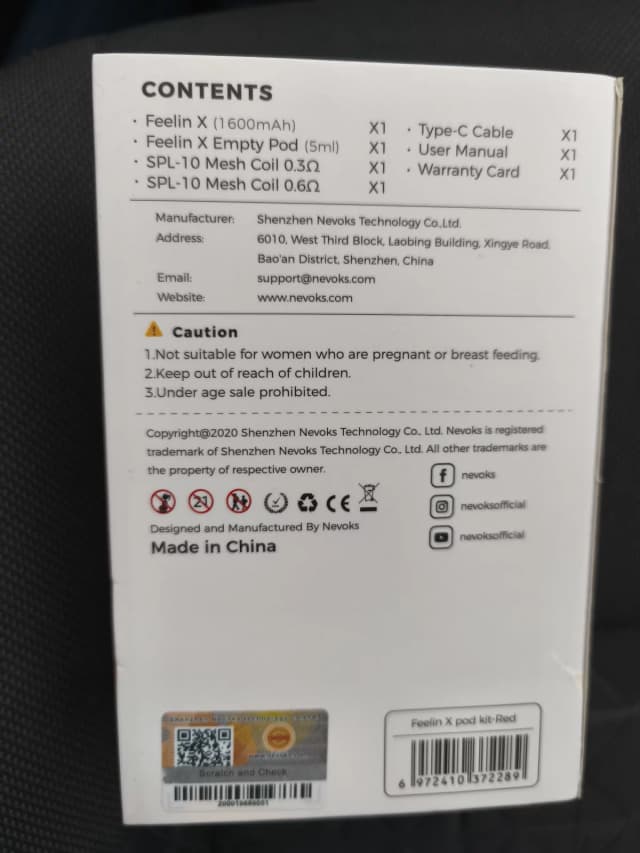 CONTENTS
· Feelin X (1600mAh) X1
· Feelin X Empty Pod (5ml) X1
· SPL-10 Mesh Coil 0.3Ω X1
· SPL-10 Mesh Coil 0.6Ω X1
· Type-C Cable X1
· User Manual X1
· Warranty Card X1
Manufacturer: Shenzhen Nevoks Technology Co.,Ltd.
Address: 6010, West Third Block, Laobing Building, Xingye Road,
Bao'an District, Shenzhen, China
Email: support@nevoks.com
Website: www.nevoks.com
Caution
1.Not suitable for women who are pregnant or breast feeding.
2.Keep out of reach of children.
3.Under age sale prohibited.
Copyright@2020 Shenzhen Nevoks Technology Co., Ltd. Nevoks is registered
trademark of Shenzhen Nevoks Technology Co., Ltd. All other trademarks are
the property of respective owner.
nevoks
nevoksofficial
nevoksofficial
21
CE
Designed and Manufactured By Nevoks
Made in China
Scratch and Check
Feelin X pod kit-Red
6 972410 372289